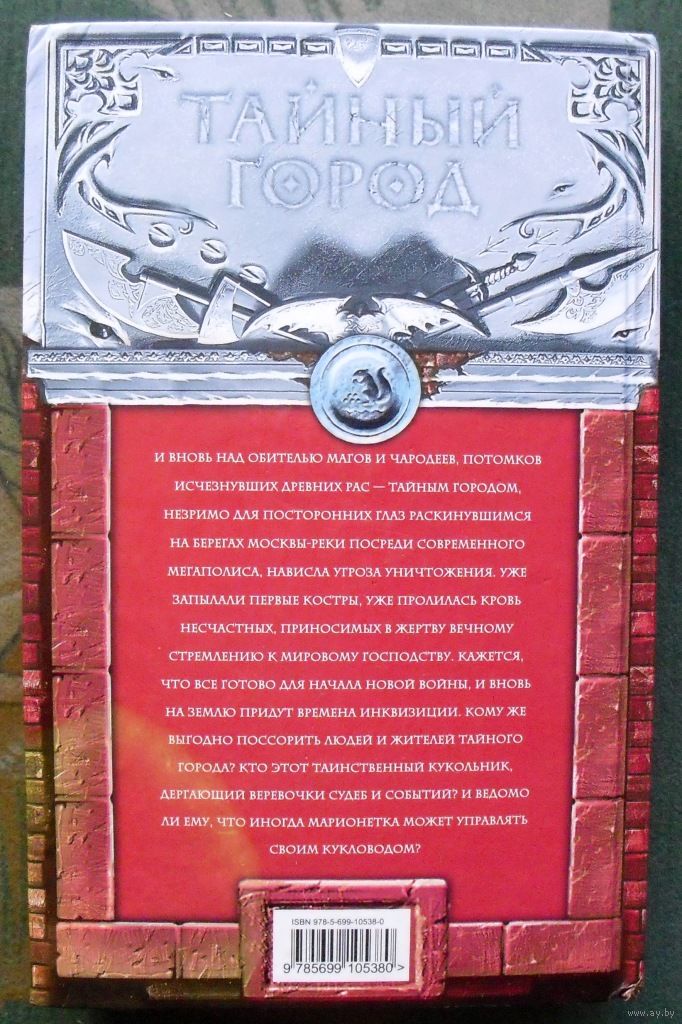 ТАЙНЫЙ
ГОРОД
И ВНОВЬ НАД ОБИТЕЛЬЮ МАГОВ И ЧАРОДЕЕВ, ПОТОМКОВ
ИСЧЕЗНУВШИХ ДРЕВНИХ РАС — ТАЙНЫМ ГОРОДОМ,
НЕЗРИМО ДЛЯ ПОСТОРОННИХ ГЛАЗ РАСКИНУВШИМСЯ
НА БЕРЕГАХ МОСКВЫ-РЕКИ ПОСРЕДИ СОВРЕМЕННОГО
МЕГАПОЛИСА, НАВИСЛА УГРОЗА УНИЧТОЖЕНИЯ. УЖЕ
ЗАПЫЛАЛИ ПЕРВЫЕ КОСТРЫ, УЖЕ ПРОЛИЛАСЬ КРОВЬ
НЕСЧАСТНЫХ, ПРИНОСИМЫХ В ЖЕРТВУ ВЕЧНОМУ
СТРЕМЛЕНИЮ К МИРОВОМУ ГОСПОДСТВУ. КАЖЕТСЯ,
ЧТО ВСЕ ГОТОВО ДЛЯ НАЧАЛА НОВОЙ ВОЙНЫ, И ВНОВЬ
НА ЗЕМЛЮ ПРИДУТ ВРЕМЕНА ИНКВИЗИЦИИ. КОМУ ЖЕ
ВЫГОДНО ПОССОРИТЬ ЛЮДЕЙ И ЖИТЕЛЕЙ ТАЙНОГО
ГОРОДА? КТО ЭТОТ ТАИНСТВЕННЫЙ КУКОЛЬНИК,
ДЕРГАЮЩИЙ ВЕРЕВОЧКИ СУДЕБ И СОБЫТИЙ? И ВЕДОМО
ЛИ ЕМУ, ЧТО ИНОГДА МАРИОНЕТКА МОЖЕТ УПРАВЛЯТЬ
СВОИМ КУКЛОВОДОМ?
ISBN 978-5-699-10538-0
9 785699 105380 >
www.ay.by